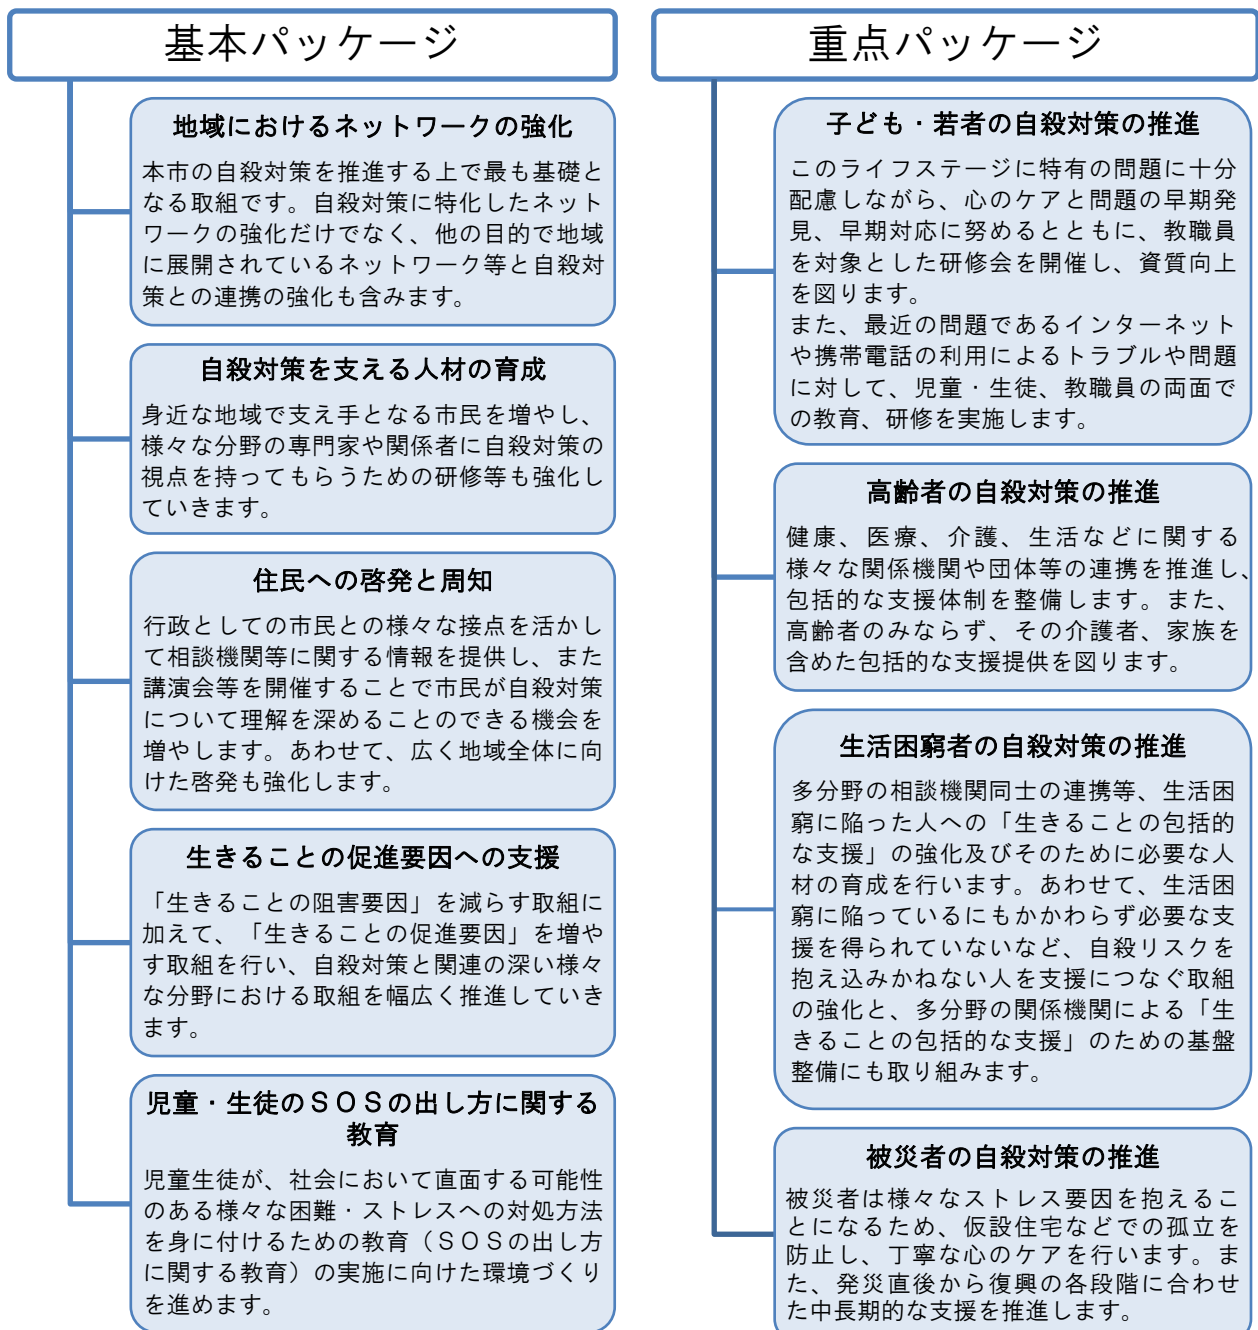 基本パッケージ
地域におけるネットワークの強化
本市の自殺対策を推進する上で最も基礎と
なる取組です。自殺対策に特化したネット
ワークの強化だけでなく、他の目的で地域
に展開されているネットワーク等と自殺対
策との連携の強化も含みます。
自殺対策を支える人材の育成
身近な地域で支え手となる市民を増やし、
様々な分野の専門家や関係者に自殺対策の
視点を持ってもらうための研修等も強化し
ていきます。
住民への啓発と周知
行政としての市民との様々な接点を活かし
て相談機関等に関する情報を提供し、また
講演会等を開催することで市民が自殺対策
について理解を深めることのできる機会を
増やします。あわせて、広く地域全体に向
けた啓発も強化します。
生きることの促進要因への支援
「生きることの阻害要因」を減らす取組に
加えて、「生きることの促進要因」を増や
す取組を行い、自殺対策と関連の深い様々
な分野における取組を幅広く推進していき
ます。
児童・生徒のＳＯＳの出し方に関する
教育
児童生徒が、社会において直面する可能性
のある様々な困難・ストレスへの対処方法
を身に付けるための教育（ＳＯＳの出し方
に関する教育）の実施に向けた環境づくり
を進めます。
重点パッケージ
子ども・若者の自殺対策の推進
このライフステージに特有の問題に十分
配慮しながら、心のケアと問題の早期発
見、早期対応に努めるとともに、教職員
を対象とした研修会を開催し、資質向上
を図ります。
また、最近の問題であるインターネット
や携帯電話の利用によるトラブルや問題
に対して、児童・生徒、教職員の両面で
の教育、研修を実施します。
高齢者の自殺対策の推進
健康、医療、介護、生活などに関する
様々な関係機関や団体等の連携を推進し、
包括的な支援体制を整備します。また、
高齢者のみならず、その介護者、家族を
含めた包括的な支援提供を図ります。
生活困窮者の自殺対策の推進
多分野の相談機関同士の連携等、生活困
窮に陥った人への「生きることの包括的
な支援」の強化及びそのために必要な人
材の育成を行います。あわせて、生活困
窮に陥っているにもかかわらず必要な支
援を得られていないなど、自殺リスクを
抱え込みかねない人を支援につなぐ取組
の強化と、多分野の関係機関による「生
きることの包括的な支援」のための基盤
整備にも取り組みます。
被災者の自殺対策の推進
被災者は様々なストレス要因を抱えるこ
とになるため、仮設住宅などでの孤立を
防止し、丁寧な心のケアを行います。ま
た、発災直後から復興の各段階に合わせ
た中長期的な支援を推進します。